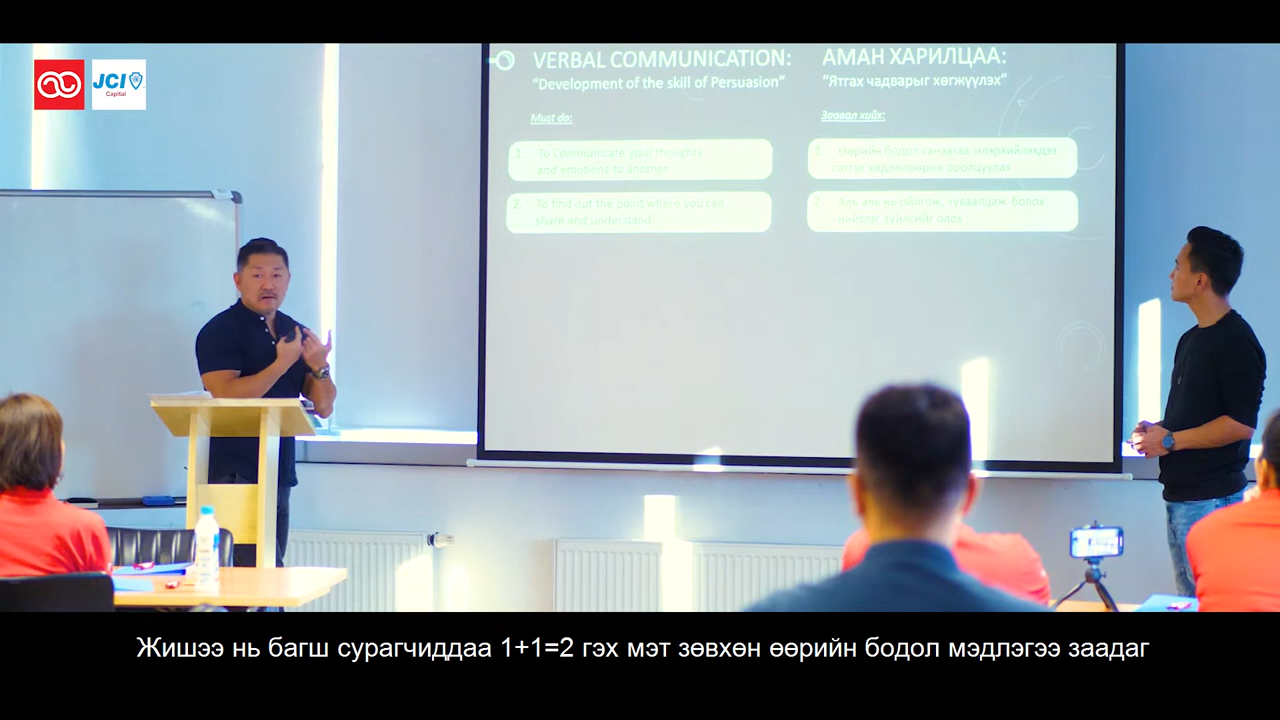 JCI
Capital
VERBAL COMMUNICATION:
"Development of the skill of Persuasion"
Must do:
1. To Communicate your thoughts
and emotions to another
2. To find out the point where you can
share and understand.
АМАН ХАРИЛЦАА:
"Ятгах чадварыг хөгжүүлэх"
Заавал хийх:
1. Өөрийн бодол санаагаа илэрхийлэхдээ
сэтгэл хөдлөлөөрөө оролцуулах
2. Аль аль нь ойлгож, хуваалцаж болох
нийтлэг зүйлсийг олох
Жишээ нь багш сурагчиддаа 1+1=2 гэх мэт зөвхөн өөрийн бодол мэдлэгээ заадаг